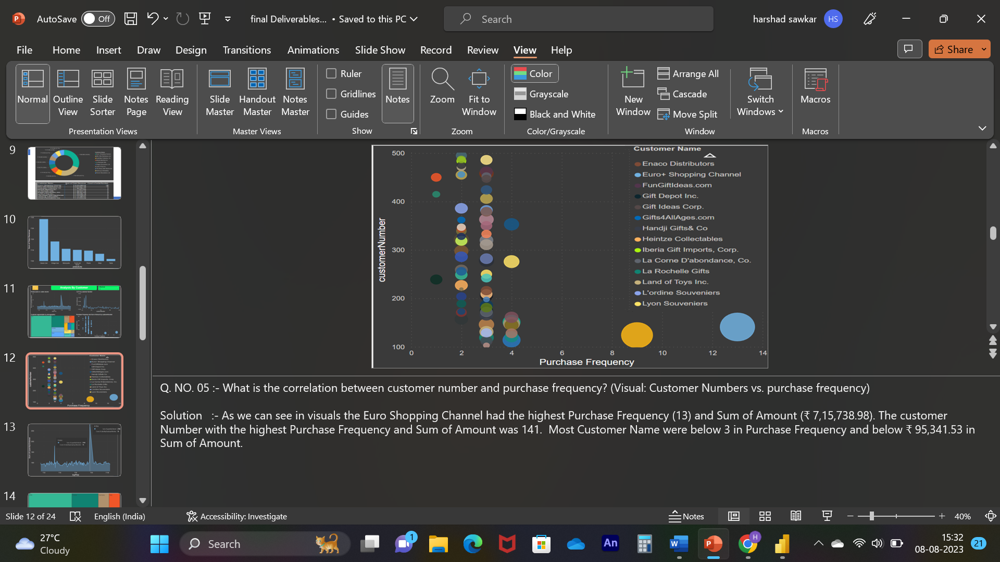 AutoSave Off final Deliverables... • Saved to this PC Search harshad sawkar HS
File Home Insert Draw Design Transitions Animations Slide Show Record Review View Help Share
Normal Outline View Slide Sorter Notes Page Reading View
Presentation Views
Slide Master Handout Master Notes Master
Master Views
Ruler
Gridlines
Guides
Notes
Show
Zoom Fit to Window
Zoom
Color
Grayscale
Black and White
Color/Grayscale
New Window
Arrange All
Cascade
Move Split
Switch Windows
Window
Macros
Macros
9
10
11
Analysis By Customer
12
13
14
customerNumber
500
400
300
200
100
0 2 4 6 8 10 12 14
Purchase Frequency
Customer Name
Enaco Distributors
Euro+ Shopping Channel
FunGiftIdeas.com
Gift Depot Inc.
Gift Ideas Corp.
Gifts4AllAges.com
Handji Gifts& Co
Heintze Collectables
Iberia Gift Imports, Corp.
La Corne D'abondance, Co.
La Rochelle Gifts
Land of Toys Inc.
L'ordine Souveniers
Lyon Souveniers
Q. NO. 05 :- What is the correlation between customer number and purchase frequency? (Visual: Customer Numbers vs. purchase frequency)
Solution :- As we can see in visuals the Euro Shopping Channel had the highest Purchase Frequency (13) and Sum of Amount (₹ 7,15,738.98). The customer
Number with the highest Purchase Frequency and Sum of Amount was 141. Most Customer Name were below 3 in Purchase Frequency and below ₹ 95,341.53 in
Sum of Amount.
Slide 12 of 24 English (India) Accessibility: Investigate Notes 40%
27°C
Cloudy
Search
1
An
W
P
H
15:32
08-08-2023
21